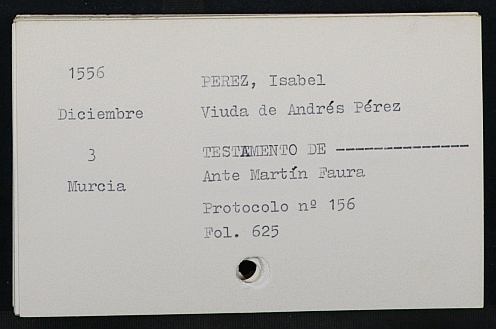 1556
PEREZ, Isabel
Diciembre
Viuda de Andrés Pérez
3
TESTAMENTO DE --------------
Murcia
Ante Martín Faura
Protocolo nº 156
Fol. 625